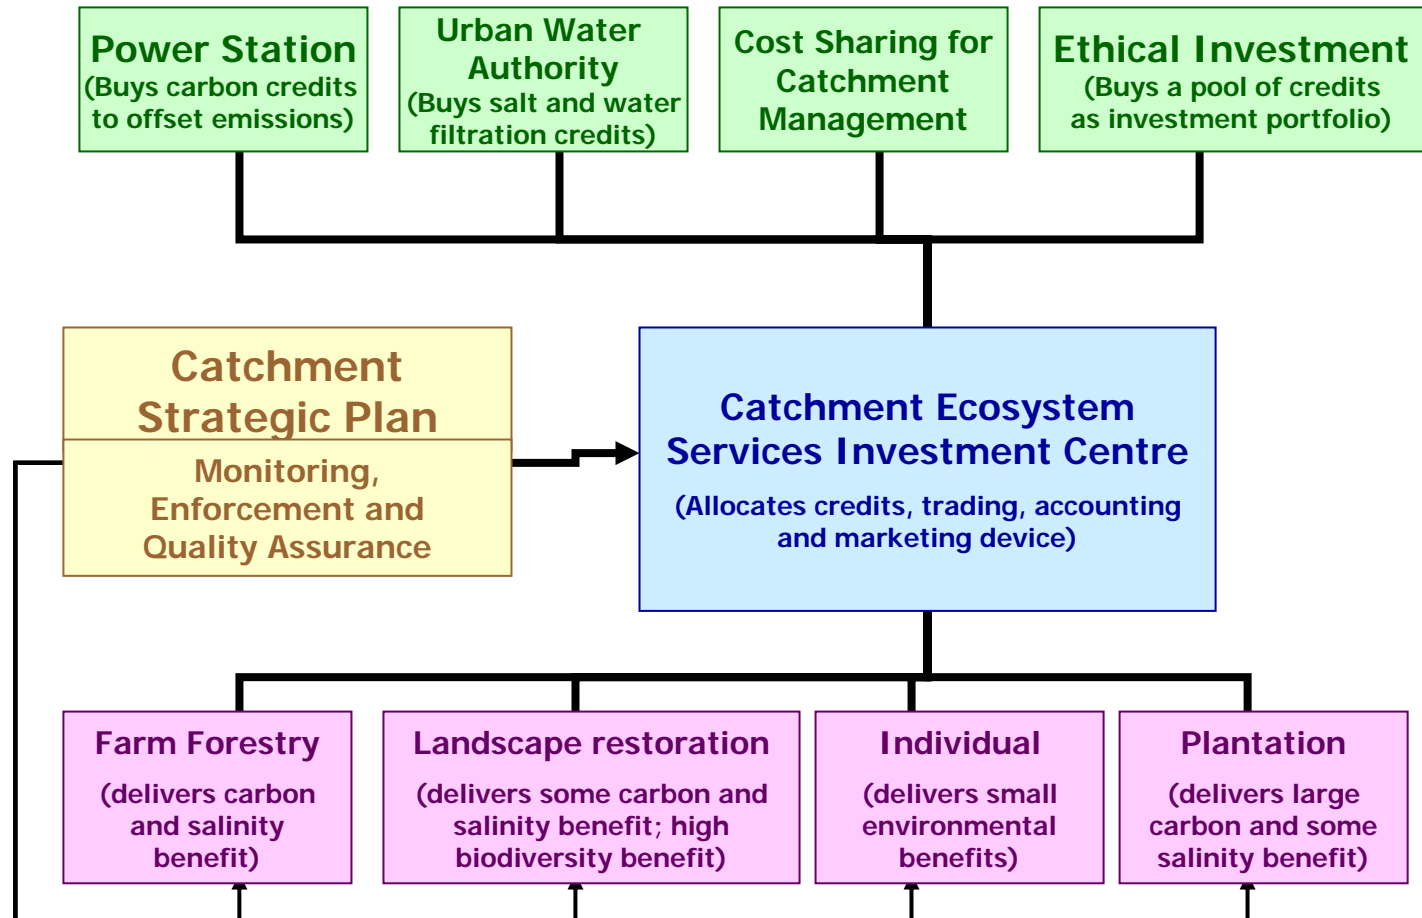 Power Station
(Buys carbon credits
to offset emissions)
Urban Water
Authority
(Buys salt and water
filtration credits)
Cost Sharing for
Catchment
Management
Ethical Investment
(Buys a pool of credits
as investment portfolio)
Catchment
Strategic Plan
Monitoring,
Enforcement and
Quality Assurance
Catchment Ecosystem
Services Investment Centre
(Allocates credits, trading, accounting
and marketing device)
Farm Forestry
(delivers carbon
and salinity
benefit)
Landscape restoration
(delivers some carbon and
salinity benefit; high
biodiversity benefit)
Individual
(delivers small
environmental
benefits)
Plantation
(delivers large
carbon and some
salinity benefit)